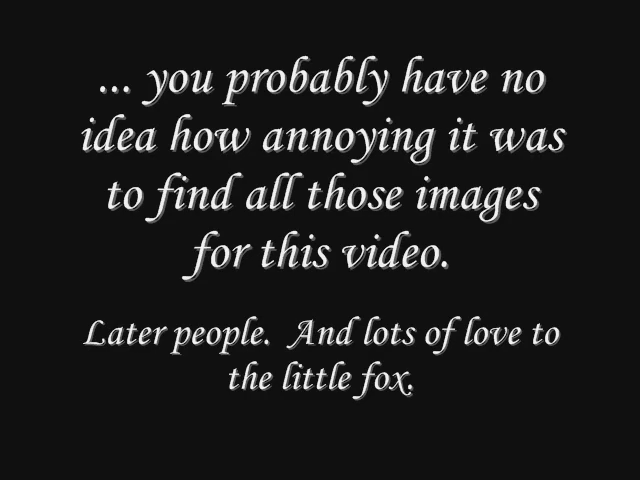 ... you probably have no
idea how annoying it was
to find all those images
for this video.
Later people.  And lots of love to
the little fox.